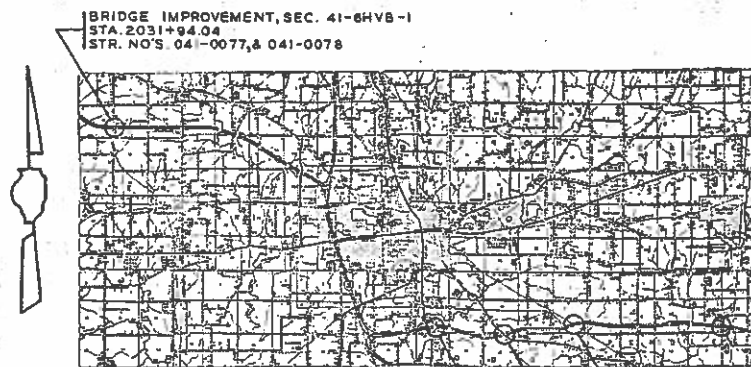 BRIDGE IMPROVEMENT, SEC. 41-6HVB-1
STA. 2031+94.04
STR. NO'S. 041-0077, & 041-0078